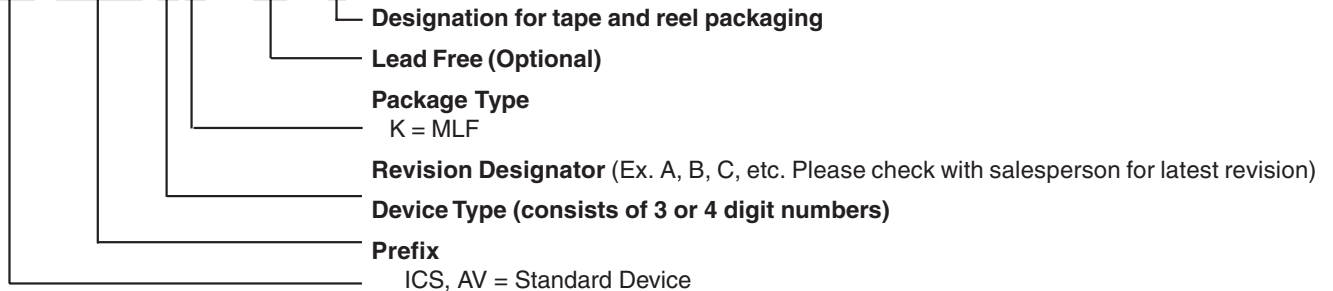 Designation for tape and reel packaging
Lead Free (Optional)
Package Type
K = MLF
Revision Designator (Ex. A, B, C, etc. Please check with salesperson for latest revision)
Device Type (consists of 3 or 4 digit numbers)
Prefix
ICS, AV = Standard Device